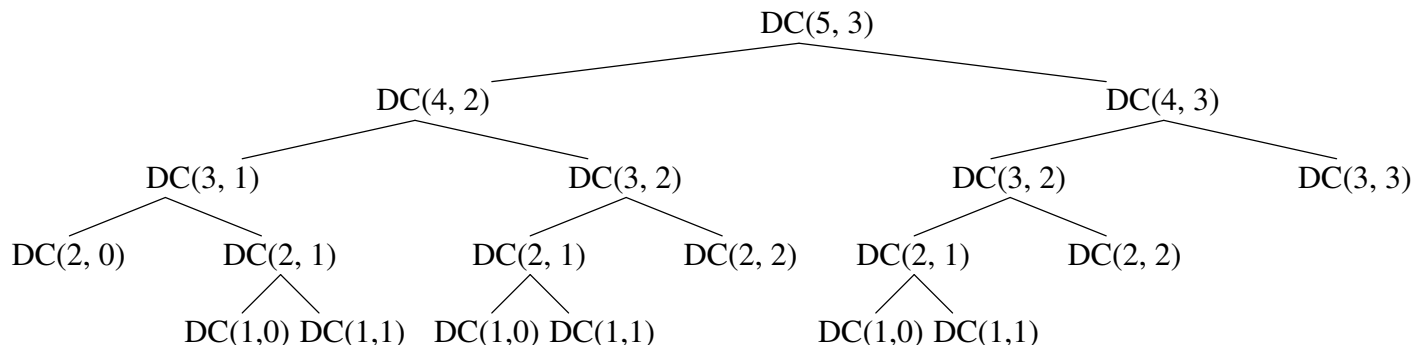 DC(5, 3)
DC(4, 2) DC(4, 3)
DC(3, 1) DC(3, 2) DC(3, 2) DC(3, 3)
DC(2, 0) DC(2, 1) DC(2, 1) DC(2, 2) DC(2, 1) DC(2, 2)
DC(1,0) DC(1,1) DC(1,0) DC(1,1) DC(1,0) DC(1,1)